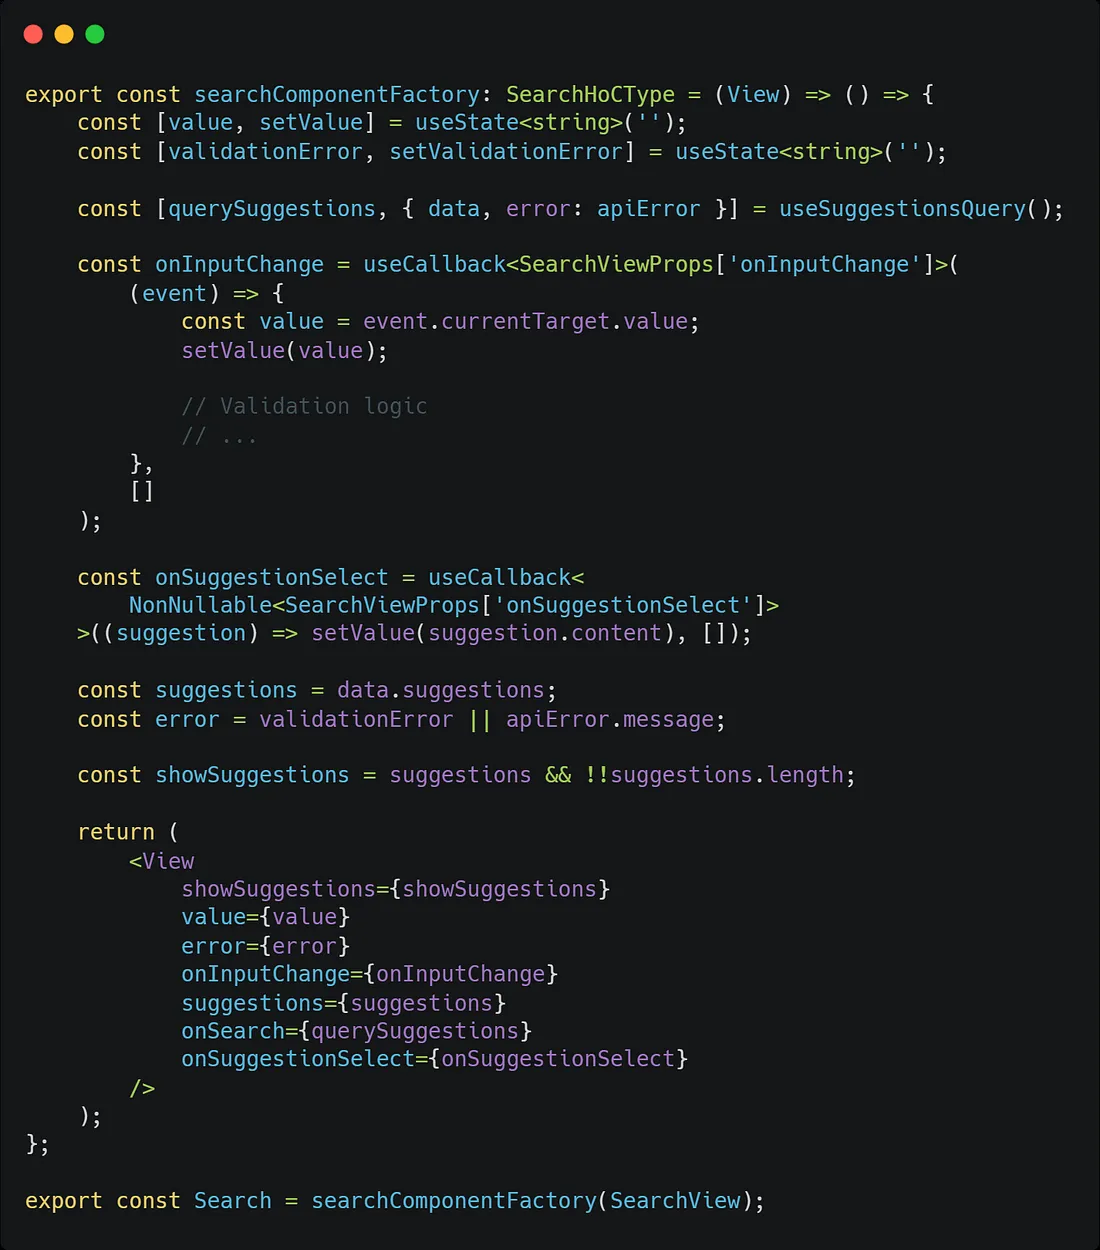 export const searchComponentFactory: SearchHoCType = (View) => () => {
    const [value, setValue] = useState<string>('');
    const [validationError, setValidationError] = useState<string>('');

    const [querySuggestions, { data, error: apiError }] = useSuggestionsQuery();

    const onInputChange = useCallback<SearchViewProps['onInputChange']>(
        (event) => {
            const value = event.currentTarget.value;
            setValue(value);

            // Validation logic
            // ...
        },
        []
    );

    const onSuggestionSelect = useCallback<
        NonNullable<SearchViewProps['onSuggestionSelect']>
    >((suggestion) => setValue(suggestion.content), []);

    const suggestions = data.suggestions;
    const error = validationError || apiError.message;

    const showSuggestions = suggestions && !!suggestions.length;

    return (
        <View
            showSuggestions={showSuggestions}
            value={value}
            error={error}
            onInputChange={onInputChange}
            suggestions={suggestions}
            onSearch={querySuggestions}
            onSuggestionSelect={onSuggestionSelect}
        />
    );
};

export const Search = searchComponentFactory(SearchView);